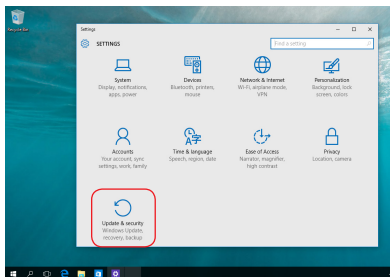 Recycle Bin
Settings
SETTINGS
Find a setting
System
Display, notifications,
apps, power
Devices
Bluetooth, printers,
mouse
Network & Internet
Wi-Fi, airplane mode,
VPN
Personalization
Background, lock
screen, colors
Accounts
Your account, sync
settings, work, family
Time & language
Speech, region, date
Ease of Access
Narrator, magnifier,
high contrast
Privacy
Location, camera
Update & security
Windows Update,
recovery, backup